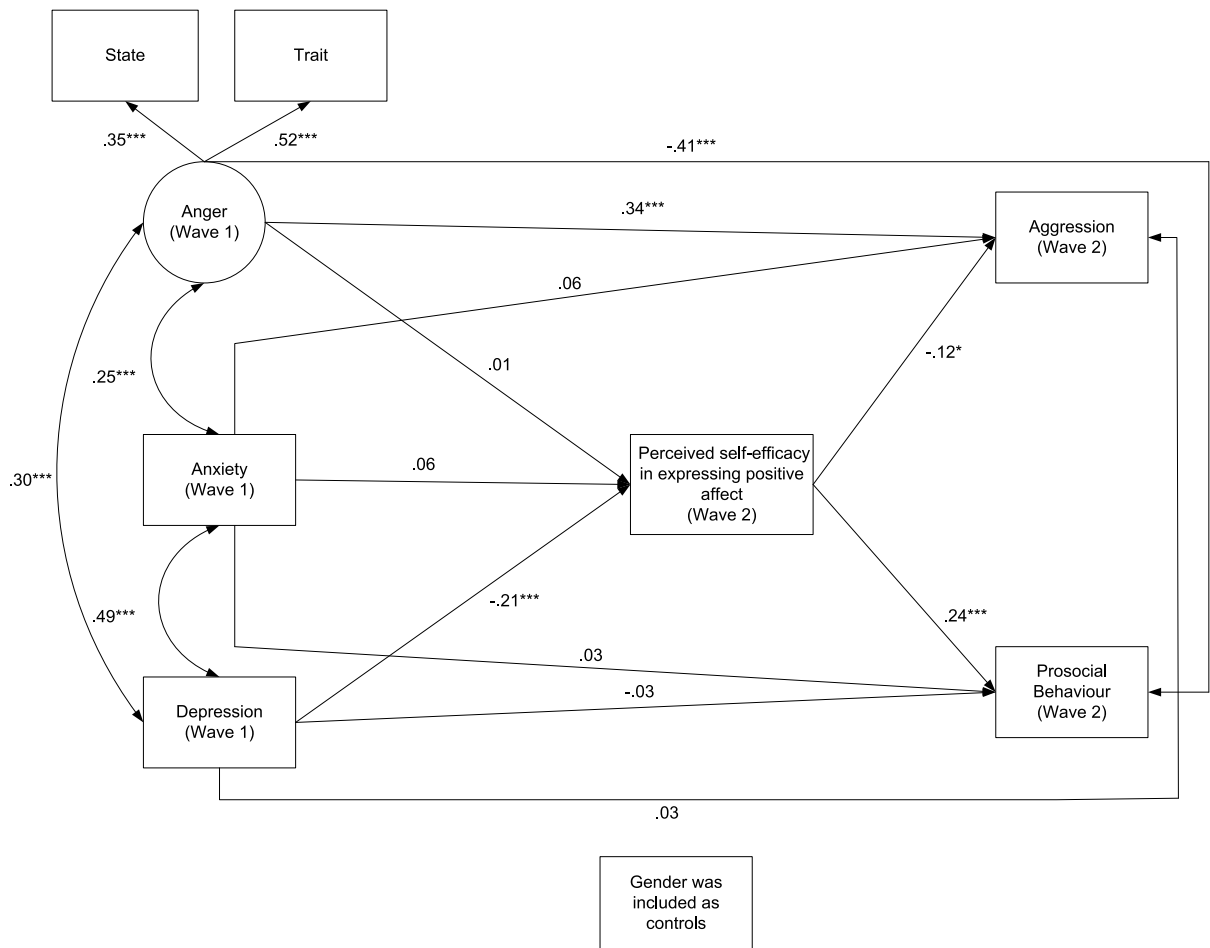 State
Trait
.35***
.52***
-.41***
Anger
(Wave 1)
.34***
Aggression
(Wave 2)
.06
.01
-.12*
.25***
Anxiety
(Wave 1)
.06
Perceived self-efficacy
in expressing positive
affect
(Wave 2)
.30***
-.21***
.49***
.24***
.03
-.03
Prosocial
Behaviour
(Wave 2)
Depression
(Wave 1)
.03
Gender was
included as
controls